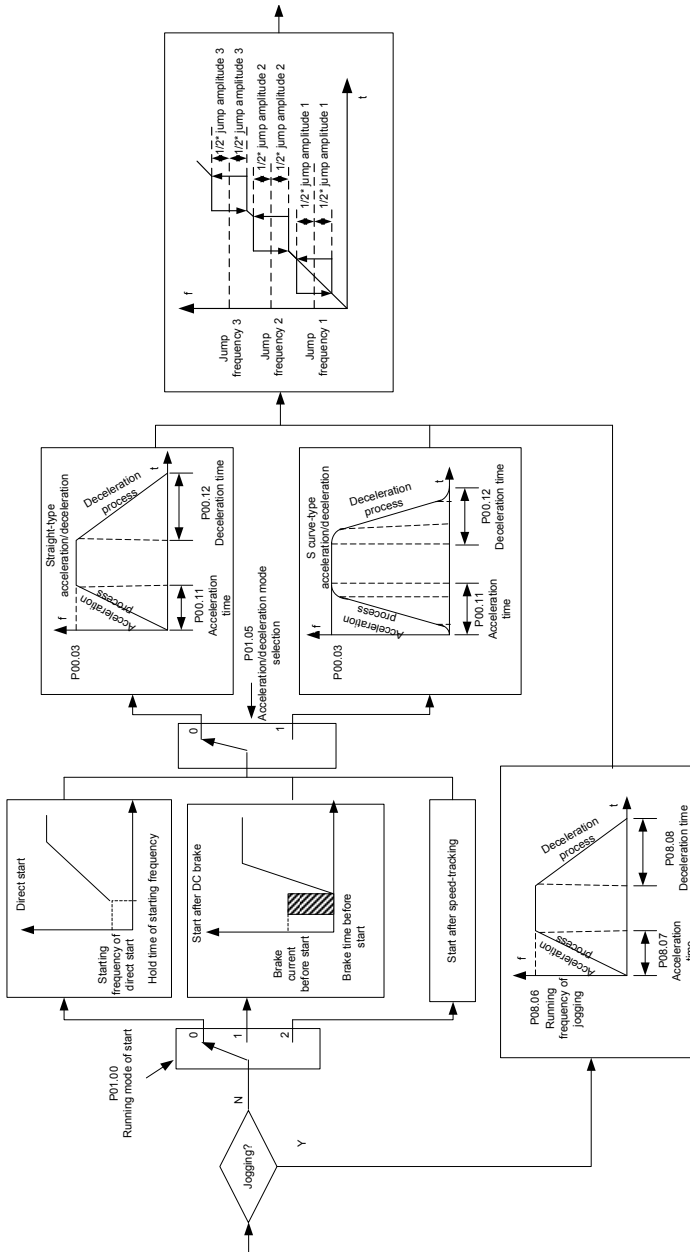 Jogging?
N
Y
P01.00
Running mode of start
0
1
2
Direct start
Starting
frequency of
direct start
Hold time of starting frequency
Start after DC brake
Brake
current
before start
Brake time before
start
Start after speed-tracking
P01.05
Acceleration/deceleration mode
selection
0
1
Straight-type
acceleration/deceleration
f
P00.03
Acceleration
process
Deceleration
process
t
P00.11
Acceleration
time
P00.12
Deceleration time
S curve-type
acceleration/deceleration
f
P00.03
Acceleration
process
Deceleration
process
t
P00.11
Acceleration
time
P00.12
Deceleration time
f
P08.06
Running
frequency of
jogging
Acceleration
process
Deceleration
process
t
P08.07
Acceleration
time
P08.08
Deceleration time
f
Jump
frequency 3
Jump
frequency 2
Jump
frequency 1
1/2* jump amplitude 3
1/2* jump amplitude 3
1/2* jump amplitude 2
1/2* jump amplitude 2
1/2* jump amplitude 1
1/2* jump amplitude 1
t